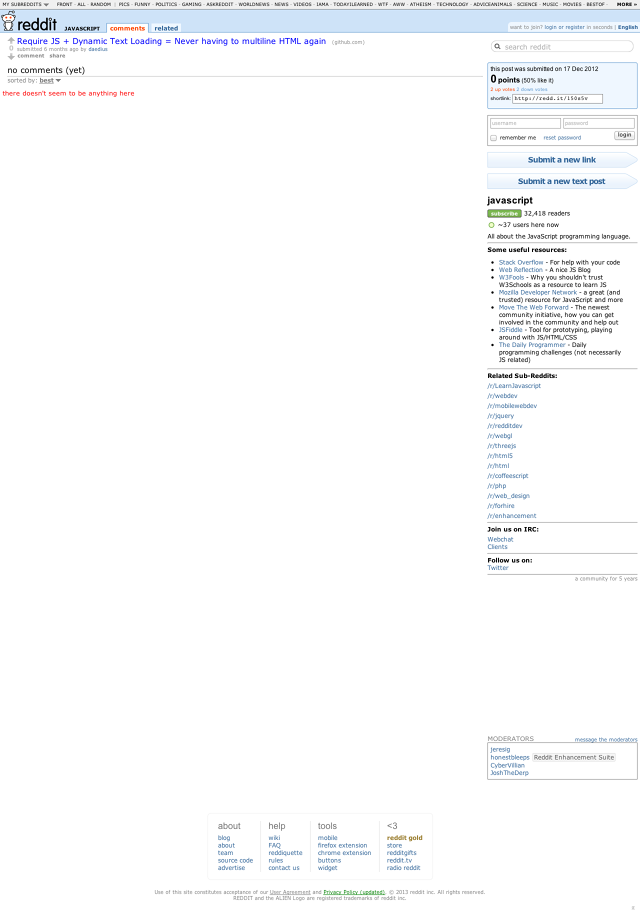 MY SUBREDDITS FRONT - ALL - RANDOM | PICS - FUNNY - POLITICS - GAMING - ASKREDDIT - WORLDNEWS - NEWS - VIDEOS - IAMA - TODAYILEARNED - WTF - AWW - ATHEISM - TECHNOLOGY - ADVICEANIMALS - SCIENCE - MUSIC - MOVIES - BESTOF - MORE »
reddit JAVASCRIPT comments related
want to join? login or register in seconds | English
Require JS + Dynamic Text Loading = Never having to multiline HTML again (github.com)
0
submitted 6 months ago by daedius
comment share
no comments (yet)
sorted by: best
there doesn't seem to be anything here
search reddit
this post was submitted on 17 Dec 2012
0 points (50% like it)
2 up votes 2 down votes
shortlink: http://redd.it/150z5v
username password
remember me reset password login
Submit a new link
Submit a new text post
javascript
subscribe 32,418 readers
~37 users here now
All about the JavaScript programming language.
Some useful resources:
Stack Overflow - For help with your code
Web Reflection - A nice JS Blog
W3Fools - Why you shouldn't trust
W3Schools as a resource to learn JS
Mozilla Developer Network - a great (and
trusted) resource for JavaScript and more
Move The Web Forward - The newest
community initiative, how you can get
involved in the community and help out
JSFiddle - Tool for prototyping, playing
around with JS/HTML/CSS
The Daily Programmer - Daily
programming challenges (not necessarily
JS related)
Related Sub-Reddits:
/r/LearnJavascript
/r/webdev
/r/mobilewebdev
/r/jquery
/r/redditdev
/r/webgl
/r/threejs
/r/html5
/r/html
/r/coffeescript
/r/php
/r/web_design
/r/forhire
/r/enhancement
Join us on IRC:
Webchat
Clients
Follow us on:
Twitter
a community for 5 years
MODERATORS message the moderators
jeresig
honestbleeps Reddit Enhancement Suite
CyberVillian
JoshTheDerp
about
blog
about
team
source code
advertise
help
wiki
FAQ
reddiquette
rules
contact us
tools
mobile
firefox extension
chrome extension
buttons
widget
<3
reddit gold
store
redditgifts
reddit.tv
radio reddit
Use of this site constitutes acceptance of our User Agreement and Privacy Policy (updated). © 2013 reddit inc. All rights reserved.
REDDIT and the ALIEN Logo are registered trademarks of reddit inc.